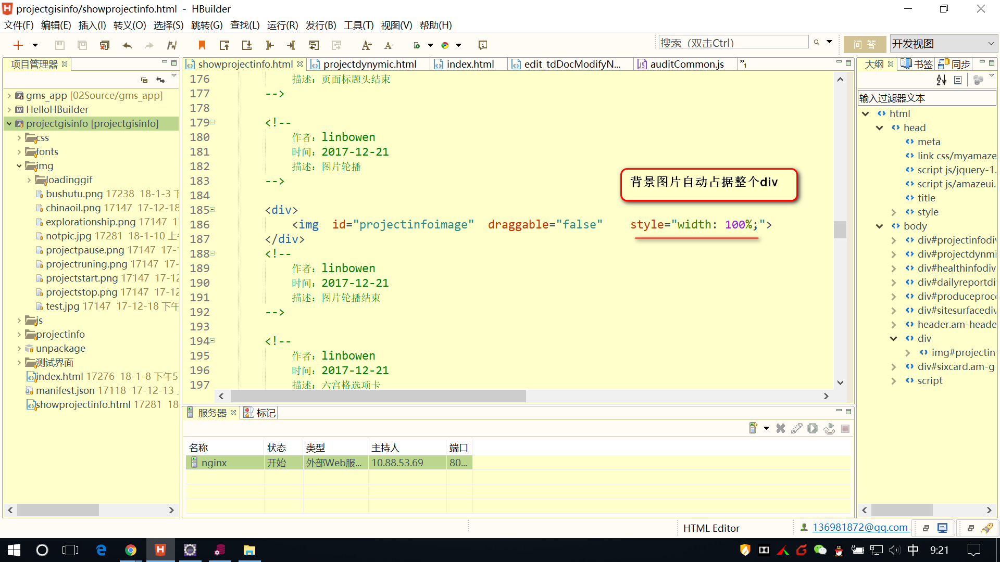 projectgisinfo/showprojectinfo.html - HBuilder
文件(F) 编辑(E) 插入(I) 转义(O) 选择(S) 跳转(G) 查找(L) 运行(R) 发行(B) 工具(T) 视图(V) 帮助(H)
搜索（双击Ctrl）
问 答
开发视图
项目管理器
gms_app [02Source/gms_app]
HelloHBuilder
projectgisinfo [projectgisinfo]
css
fonts
img
loadinggif
bushutu.png 17238 18-1-3 下
chinaoil.png 17147 17-12-18
explorationship.png 17147 1
notpic.jpg 17281 18-1-10 上
projectpause.png 17147 17-
projectruning.png 17147 17-
projectstart.png 17147 17-12
projectstop.png 17147 17-12
test.jpg 17147 17-12-18 下午
js
projectinfo
unpackage
测试界面
index.html 17276 18-1-8 下午5
manifest.json 17118 17-12-13
showprojectinfo.html 17281 18
showprojectinfo.html projectdynymic.html index.html edit_tdDocModifyN... auditCommon.js »1
176 描述：页面标题头结束
177 -->
178
179 <!--
180 作者：linbowen
181 时间：2017-12-21
182 描述：图片轮播
183 -->
184
185 <div>
186 <img id="projectinfoimage" draggable="false" style="width: 100%;">
187 </div>
188 <!--
189 作者：linbowen
190 时间：2017-12-21
191 描述：图片轮播结束
192 -->
193
194 <!--
195 作者：linbowen
196 时间：2017-12-21
197 描述：六宫格选项卡
背景图片自动占据整个div
服务器 标记
名称 状态 类型 主持人 端口
nginx 开始 外部Web服... 10.88.53.69 80...
大纲 书签 同步
输入过滤器文本
html
head
meta
link css/myamaze
script js/jquery-1.
script js/amazeui.
title
style
body
div#projectinfodiv
div#projectdynmi
div#healthinfodiv
div#dailyreportdi
div#produceproce
div#sitesurfacediv
header.am-heade
div
img#projectin
div#sixcard.am-g
script
HTML Editor
136981872@qq.com
中 9:21